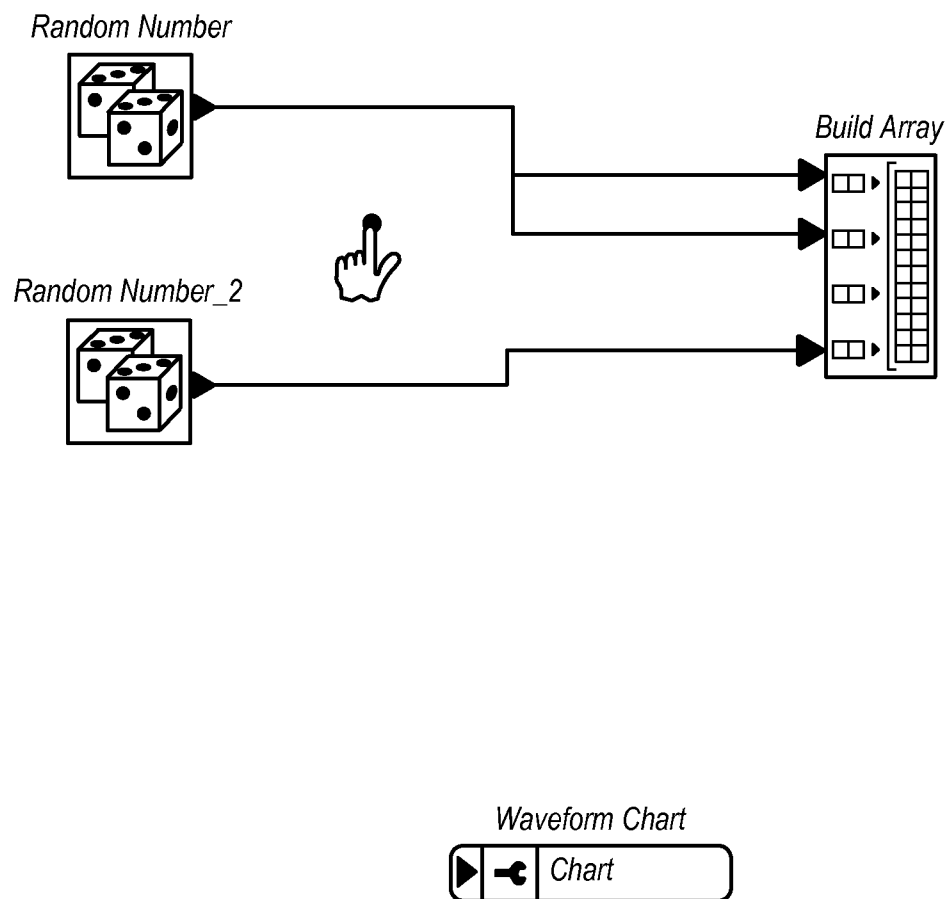 Random Number
Build Array
Random Number_2
Waveform Chart
Chart